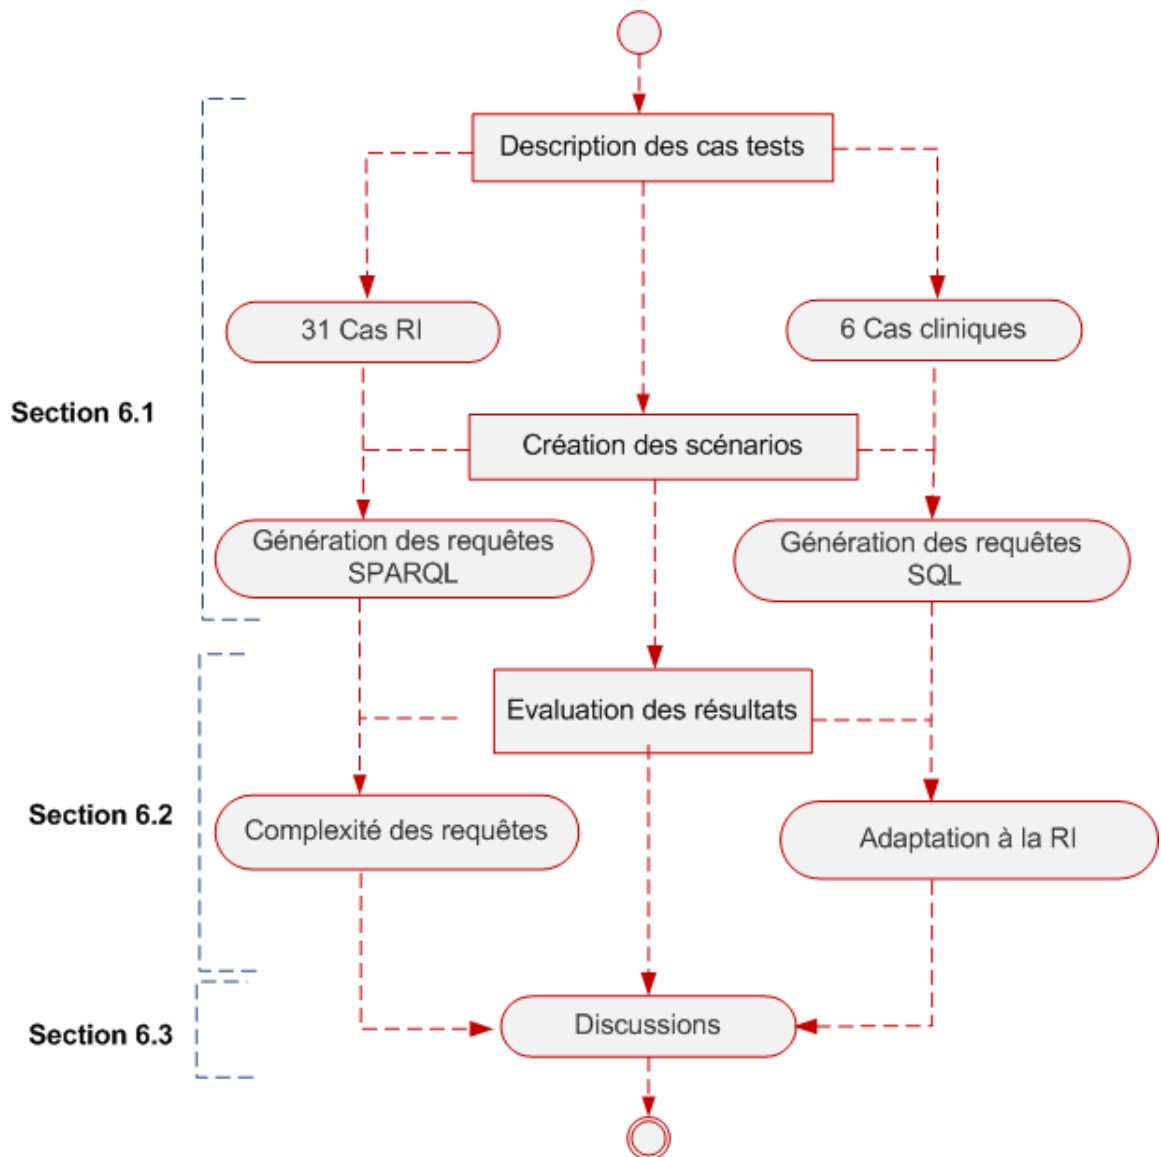 Description des cas tests
31 Cas RI
6 Cas cliniques
Section 6.1
Création des scénarios
Génération des requêtes
SPARQL
Génération des requêtes
SQL
Evaluation des résultats
Section 6.2
Complexité des requêtes
Adaptation à la RI
Section 6.3
Discussions